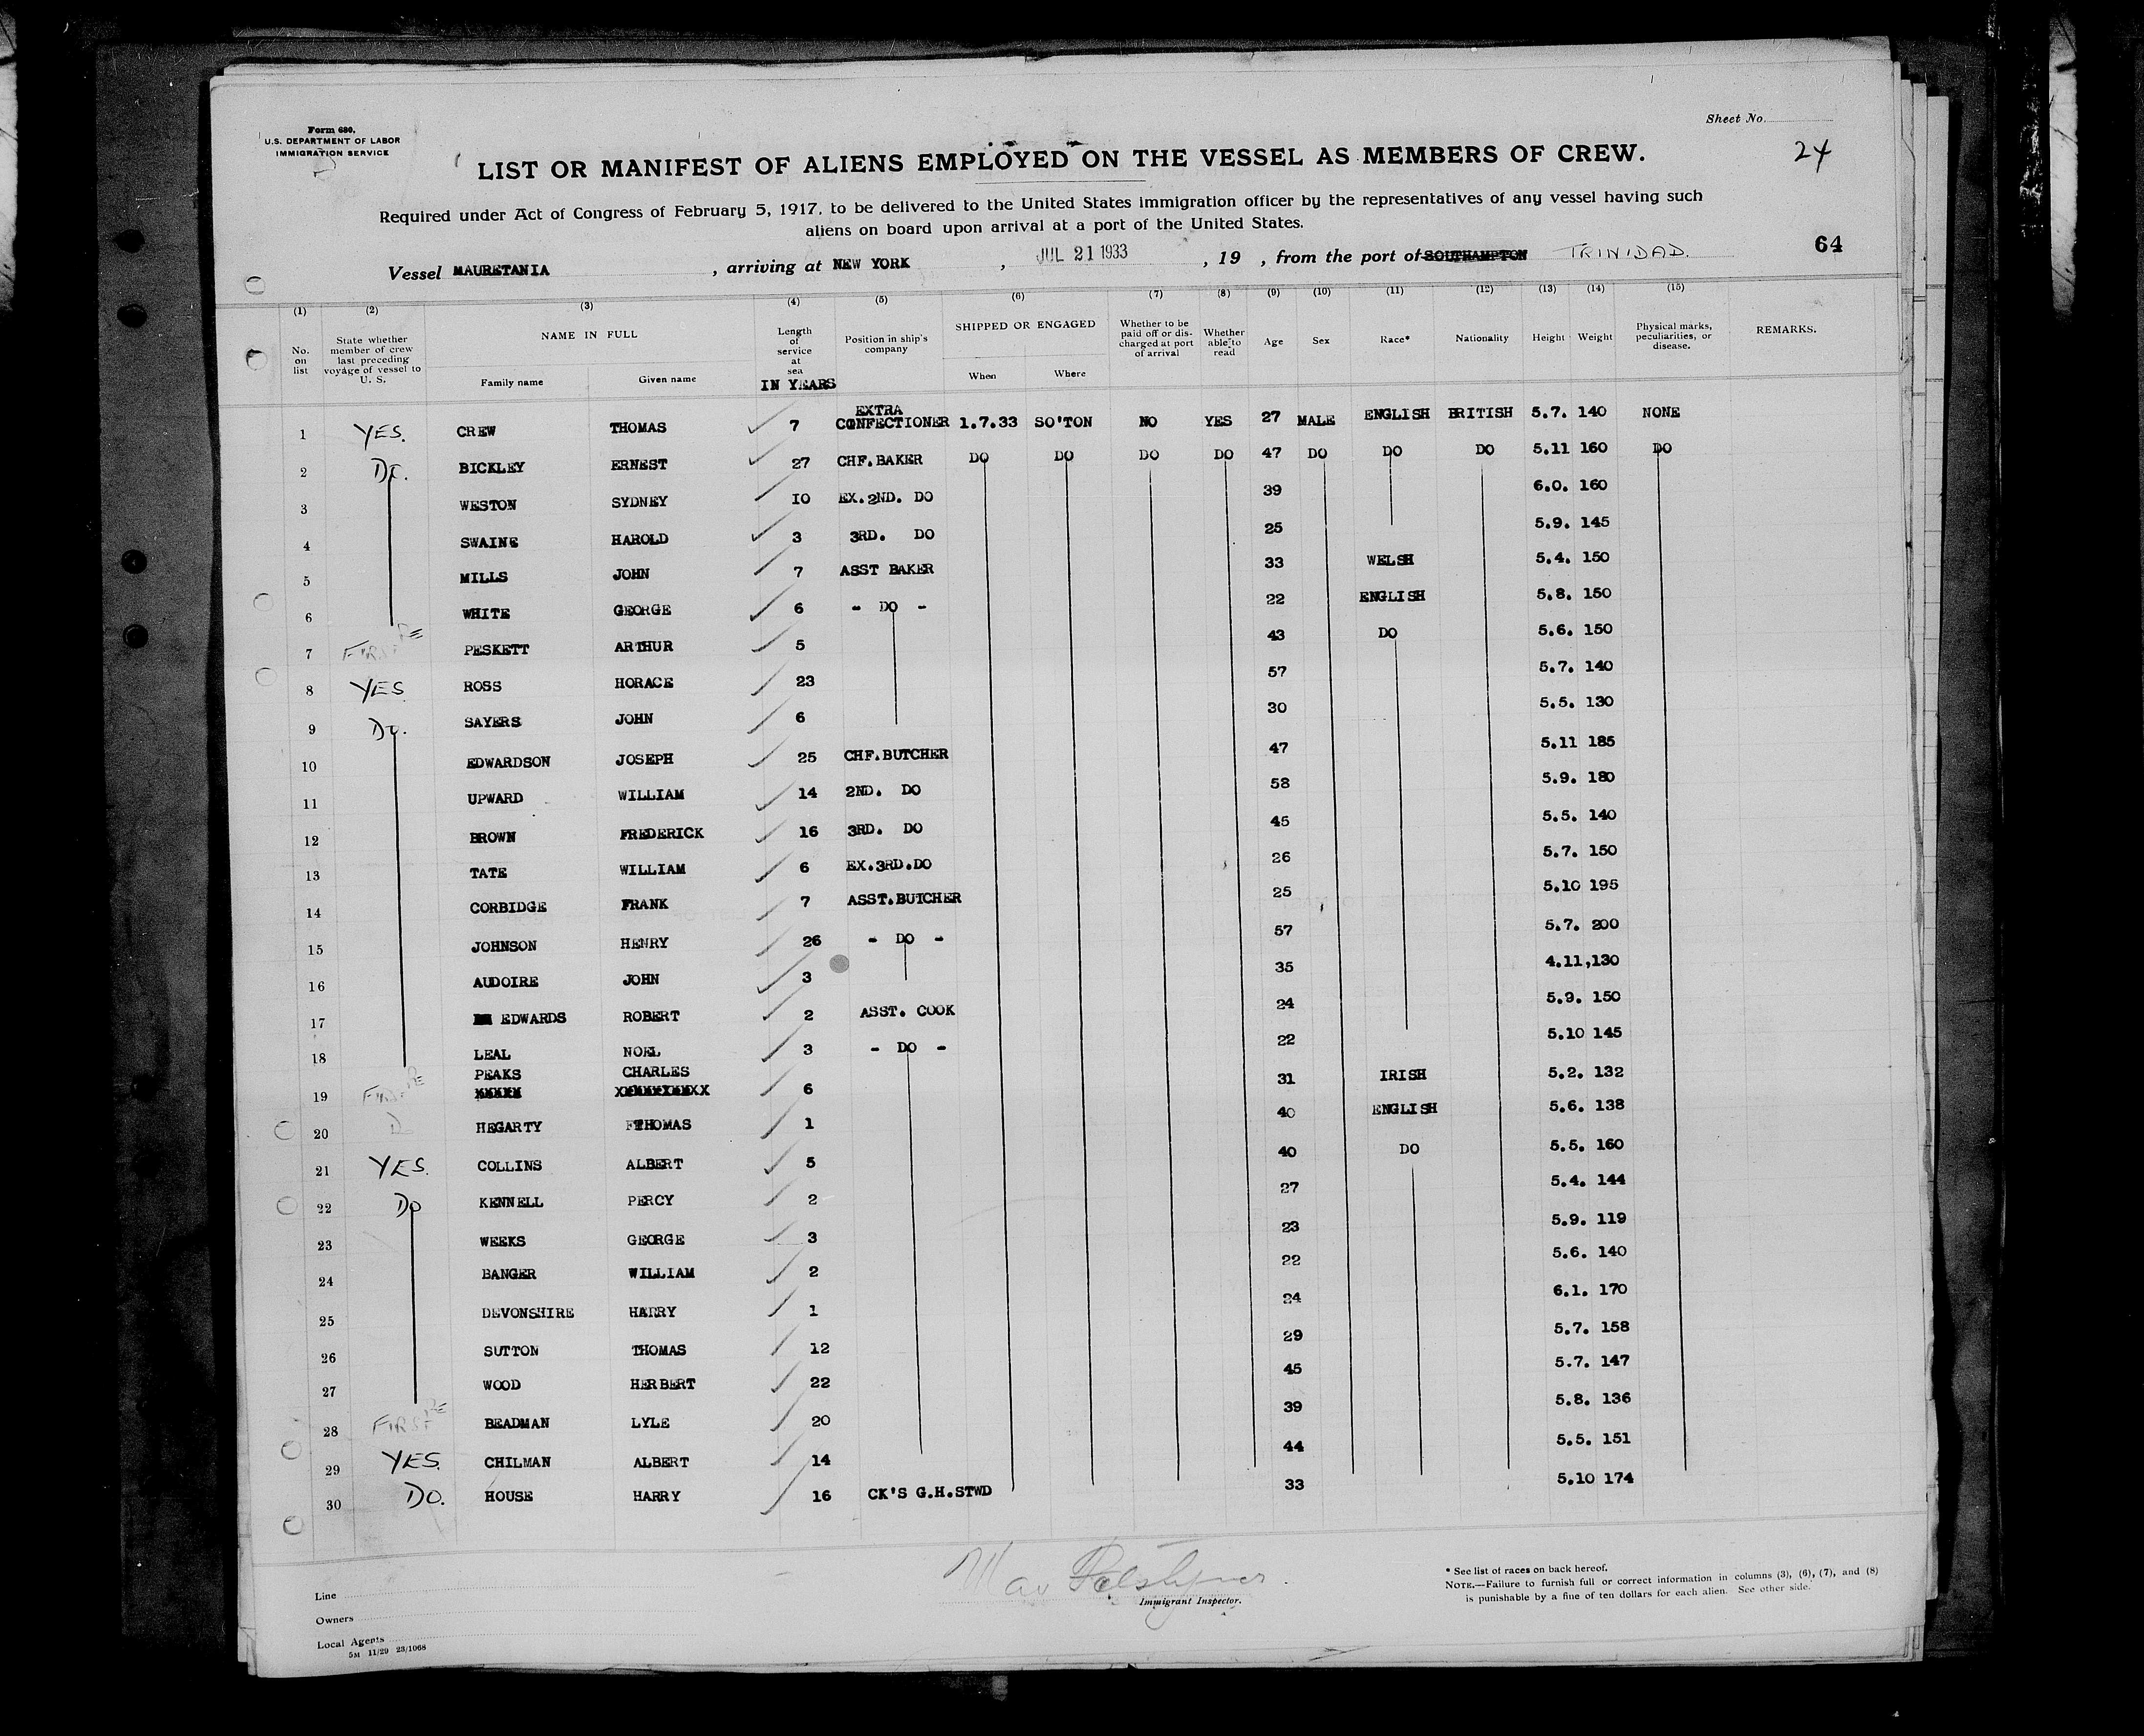 Form 680.
U.S. DEPARTMENT OF LABOR
IMMIGRATION SERVICE
Sheet No.
24
LIST OR MANIFEST OF ALIENS EMPLOYED ON THE VESSEL AS MEMBERS OF CREW.
Required under Act of Congress of February 5, 1917, to be delivered to the United States immigration officer by the representatives of any vessel having such
aliens on board upon arrival at a port of the United States.
64
Vessel MAURETANIA , arriving at NEW YORK , JUL 21 1933 , 19 , from the port of SOUTHAMPTON TRINIDAD.
(1) (2) (3) (4) (5) (6) (7) (8) (9) (10) (11) (12) (13) (14) (15)
No. on list State whether member of crew last preceding voyage of vessel to U. S. NAME IN FULL Family name Given name Length of service at sea IN YEARS Position in ship's company SHIPPED OR ENGAGED When Where Whether to be paid off or discharged at port of arrival Whether able to read Age Sex Race* Nationality Height Weight Physical marks, peculiarities, or disease. REMARKS.
1 YES. CREW THOMAS 7 EXTRA CONFECTIONER 1.7.33 SO'TON NO YES 27 MALE ENGLISH BRITISH 5.7. 140 NONE
2 Do. BICKLEY ERNEST 27 CHF.BAKER DO DO DO DO 47 DO DO DO 5.11 160 DO
3 WESTON SYDNEY 10 EX.2ND. DO 39 6.0. 160
4 SWAINE HAROLD 3 3RD. DO 25 5.9. 145
5 MILLS JOHN 7 ASST BAKER 33 WELSH 5.4. 150
6 WHITE GEORGE 6 - DO - 22 ENGLISH 5.8. 150
7 FIRST RE PESKETT ARTHUR 5 43 DO 5.6. 150
8 YES ROSS HORACE 23 57 5.7. 140
9 Do. SAYERS JOHN 6 30 5.5. 130
10 EDWARDSON JOSEPH 25 CHF.BUTCHER 47 5.11 185
11 UPWARD WILLIAM 14 2ND. DO 58 5.9. 180
12 BROWN FREDERICK 16 3RD. DO 45 5.5. 140
13 TATE WILLIAM 6 EX.3RD.DO 26 5.7. 150
14 CORBIDGE FRANK 7 ASST.BUTCHER 25 5.10 195
15 JOHNSON HENRY 26 - DO - 57 5.7. 200
16 AUDOIRE JOHN 3 35 4.11,130
17 EDWARDS ROBERT 2 ASST. COOK 24 5.9. 150
18 LEAL NOEL 3 - DO - 22 5.10 145
19 FIRST RE PEAKS CHARLES 6 31 IRISH 5.2. 132
20 D HEGARTY THOMAS 1 40 ENGLISH 5.6. 138
21 YES. COLLINS ALBERT 5 40 DO 5.5. 160
22 Do KENNELL PERCY 2 27 5.4. 144
23 WEEKS GEORGE 3 23 5.9. 119
24 BANGER WILLIAM 2 22 5.6. 140
25 DEVONSHIRE HARRY 1 24 6.1. 170
26 SUTTON THOMAS 12 29 5.7. 158
27 WOOD HERBERT 22 45 5.7. 147
28 FIRST RE BEADMAN LYLE 20 39 5.8. 136
29 YES. CHILMAN ALBERT 14 44 5.5. 151
30 DO. HOUSE HARRY 16 CK'S G.H.STWD 33 5.10 174
Line
Owners
Local Agents
5M 11/29 23/1068
Immigrant Inspector.
* See list of races on back hereof.
NOTE.—Failure to furnish full or correct information in columns (3), (6), (7), and (8)
is punishable by a fine of ten dollars for each alien. See other side.